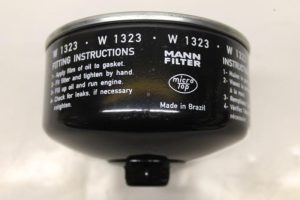 · W 1323 · W 1323 · W 1323 · W 1323
FITTING INSTRUCTIONS
1- Apply film of oil to gasket.
2- Fit filter and tighten by hand.
3- Fill up oil and run engine.
4- Check for leaks, if necessary
retighten.
MANN
FILTER
micro
Top
Made in Brazil
INSTRU